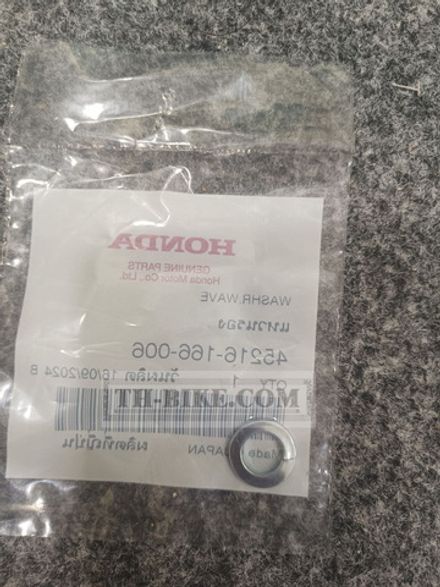 HONDA
GENUINE PARTS
Honda Motor Co., Ltd.
WASHR.WAVE
แหวนรอง
45216-166-006
QTY 1 วันผลิต 16/09/2024 B
TH-BIKE.COM
Made JAPAN
ผลิตที่ญี่ปุ่น